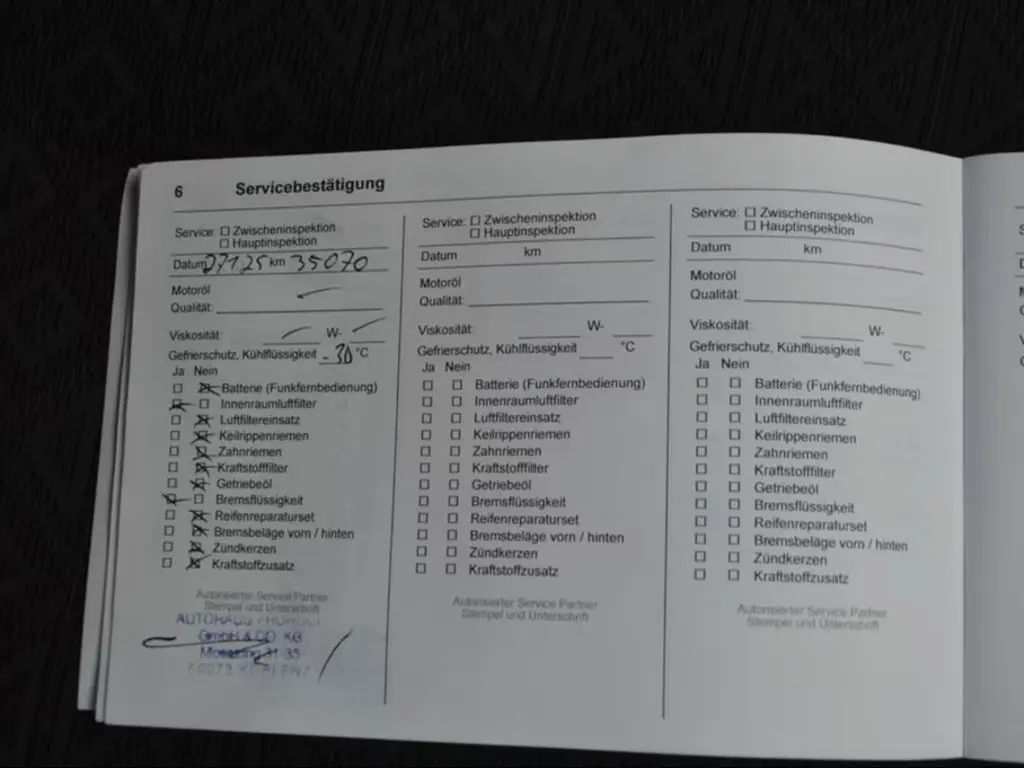 6 Servicebestätigung
Service: ☐ Zwischeninspektion
☐ Hauptinspektion
Datum 27125 km 35070
Motoröl
Qualität:
Viskosität: W-
Gefrierschutz, Kühlflüssigkeit -30 °C
Ja Nein
☐ ☒ Batterie (Funkfernbedienung)
☒ ☐ Innenraumluftfilter
☐ ☒ Luftfiltereinsatz
☐ ☒ Keilrippenriemen
☐ ☒ Zahnriemen
☐ ☒ Kraftstofffilter
☐ ☒ Getriebeöl
☒ ☐ Bremsflüssigkeit
☐ ☒ Reifenreparaturset
☐ ☒ Bremsbeläge vorn / hinten
☐ ☒ Zündkerzen
☐ ☒ Kraftstoffzusatz
Autorisierter Service Partner
Stempel und Unterschrift
AUTOHAUS
GmbH & CO. KG
56072 KOBLENZ
Service: ☐ Zwischeninspektion
☐ Hauptinspektion
Datum km
Motoröl
Qualität:
Viskosität: W-
Gefrierschutz, Kühlflüssigkeit °C
Ja Nein
☐ ☐ Batterie (Funkfernbedienung)
☐ ☐ Innenraumluftfilter
☐ ☐ Luftfiltereinsatz
☐ ☐ Keilrippenriemen
☐ ☐ Zahnriemen
☐ ☐ Kraftstofffilter
☐ ☐ Getriebeöl
☐ ☐ Bremsflüssigkeit
☐ ☐ Reifenreparaturset
☐ ☐ Bremsbeläge vorn / hinten
☐ ☐ Zündkerzen
☐ ☐ Kraftstoffzusatz
Autorisierter Service Partner
Stempel und Unterschrift
Service: ☐ Zwischeninspektion
☐ Hauptinspektion
Datum km
Motoröl
Qualität:
Viskosität: W-
Gefrierschutz, Kühlflüssigkeit °C
Ja Nein
☐ ☐ Batterie (Funkfernbedienung)
☐ ☐ Innenraumluftfilter
☐ ☐ Luftfiltereinsatz
☐ ☐ Keilrippenriemen
☐ ☐ Zahnriemen
☐ ☐ Kraftstofffilter
☐ ☐ Getriebeöl
☐ ☐ Bremsflüssigkeit
☐ ☐ Reifenreparaturset
☐ ☐ Bremsbeläge vorn / hinten
☐ ☐ Zündkerzen
☐ ☐ Kraftstoffzusatz
Autorisierter Service Partner
Stempel und Unterschrift